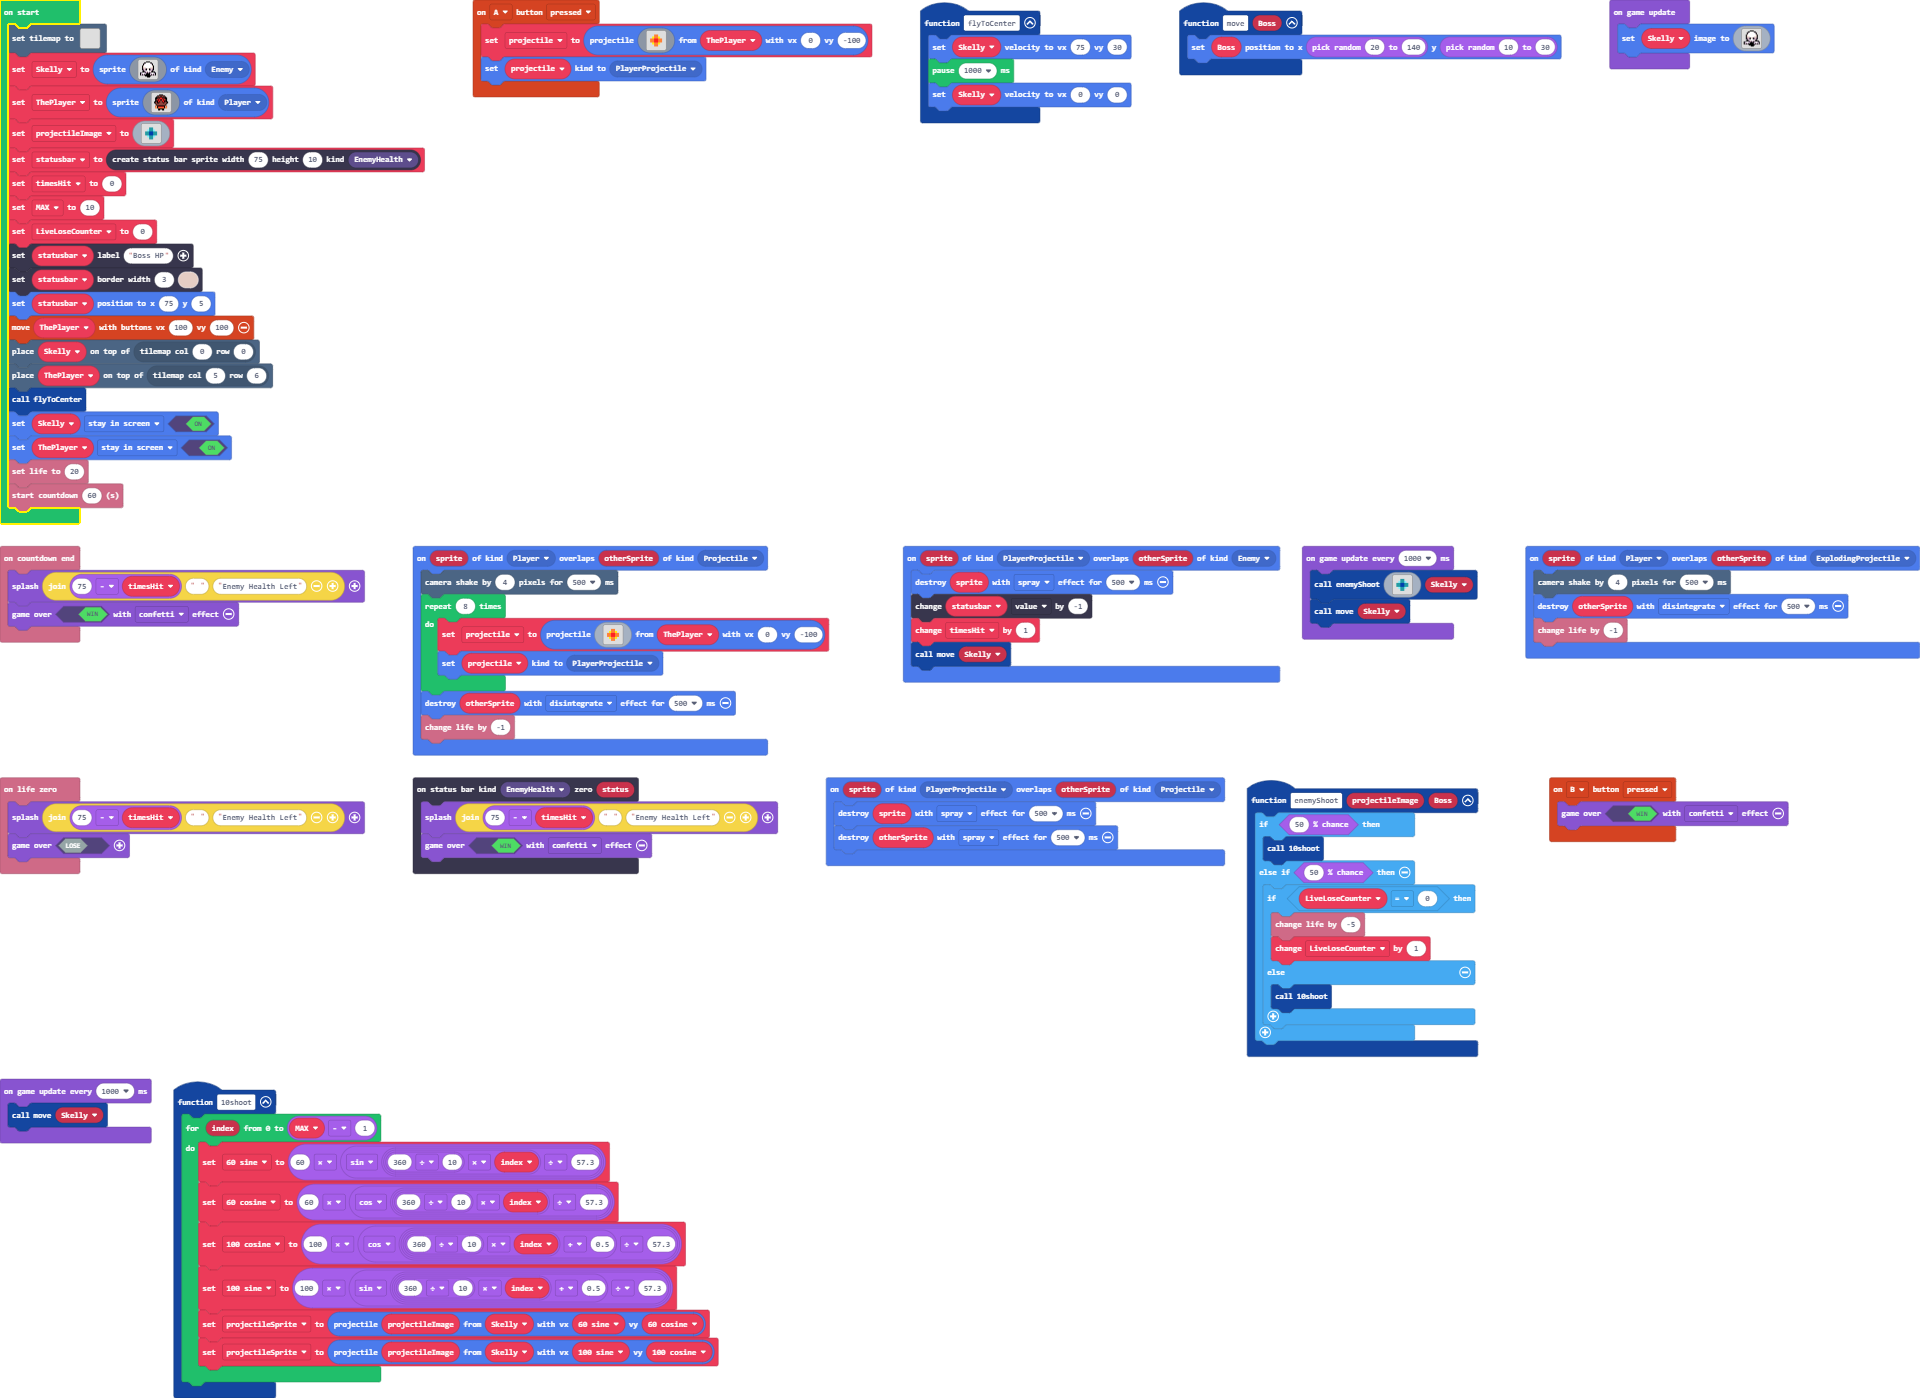 on start
set tilemap to
set Skelly to sprite of kind Enemy
set ThePlayer to sprite of kind Player
set projectileImage to
set statusbar to create status bar sprite width 75 height 10 kind EnemyHealth
set timesHit to 0
set MAX to 10
set LiveLoseCounter to 0
set statusbar label "Boss HP"
set statusbar border width 3
set statusbar position to x 75 y 5
move ThePlayer with buttons vx 100 vy 100
place Skelly on top of tilemap col 0 row 0
place ThePlayer on top of tilemap col 5 row 6
call flyToCenter
set Skelly stay in screen ON
set ThePlayer stay in screen ON
set life to 20
start countdown 60 (s)
on A button pressed
set projectile to projectile from ThePlayer with vx 0 vy -100
set projectile kind to PlayerProjectile
function flyToCenter
set Skelly velocity to vx 75 vy 30
pause 1000 ms
set Skelly velocity to vx 0 vy 0
function move Boss
set Boss position to x pick random 20 to 140 y pick random 10 to 30
on game update
set Skelly image to
on countdown end
splash join 75 - timesHit " " "Enemy Health Left"
game over WIN with confetti effect
on sprite of kind Player overlaps otherSprite of kind Projectile
camera shake by 4 pixels for 500 ms
repeat 8 times
do
set projectile to projectile from ThePlayer with vx 0 vy -100
set projectile kind to PlayerProjectile
destroy otherSprite with disintegrate effect for 500 ms
change life by -1
on sprite of kind PlayerProjectile overlaps otherSprite of kind Enemy
destroy sprite with spray effect for 500 ms
change statusbar value by -1
change timesHit by 1
call move Skelly
on game update every 1000 ms
call enemyShoot Skelly
call move Skelly
on sprite of kind Player overlaps otherSprite of kind ExplodingProjectile
camera shake by 4 pixels for 500 ms
destroy otherSprite with disintegrate effect for 500 ms
change life by -1
on life zero
splash join 75 - timesHit " " "Enemy Health Left"
game over LOSE
on status bar kind EnemyHealth zero status
splash join 75 - timesHit " " "Enemy Health Left"
game over WIN with confetti effect
on sprite of kind PlayerProjectile overlaps otherSprite of kind Projectile
destroy sprite with spray effect for 500 ms
destroy otherSprite with spray effect for 500 ms
function enemyShoot projectileImage Boss
if 50 % chance then
call 10shoot
else if 50 % chance then
if LiveLoseCounter = 0 then
change life by -5
change LiveLoseCounter by 1
else
call 10shoot
on B button pressed
game over WIN with confetti effect
on game update every 1000 ms
call move Skelly
function 10shoot
for index from 0 to MAX - 1
do
set 60 sine to 60 × sin 360 ÷ 10 × index ÷ 57.3
set 60 cosine to 60 × cos 360 ÷ 10 × index ÷ 57.3
set 100 cosine to 100 × cos 360 ÷ 10 × index + 0.5 ÷ 57.3
set 100 sine to 100 × sin 360 ÷ 10 × index + 0.5 ÷ 57.3
set projectileSprite to projectile projectileImage from Skelly with vx 60 sine vy 60 cosine
set projectileSprite to projectile projectileImage from Skelly with vx 100 sine vy 100 cosine